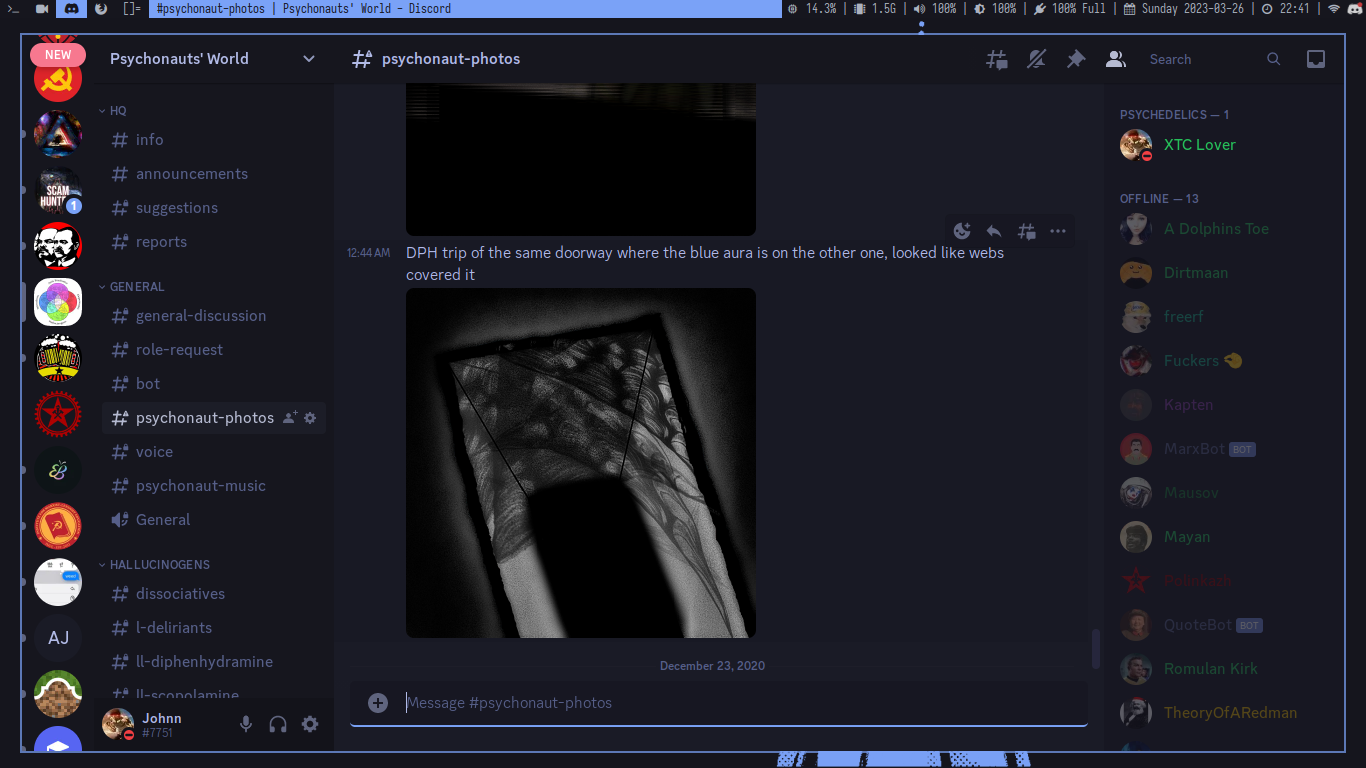 >_ []= #psychonaut-photos | Psychonauts' World - Discord 14.3% | 1.5G | 100% | 100% | 100% Full | Sunday 2023-03-26 | 22:41 |
NEW
Psychonauts' World
psychonaut-photos
Search
HQ
info
announcements
suggestions
reports
GENERAL
general-discussion
role-request
bot
psychonaut-photos
voice
psychonaut-music
General
HALLUCINOGENS
dissociatives
l-deliriants
ll-diphenhydramine
ll-scopolamine
SCAM
HUNT
1
AJ
Johnn
#7751
12:44 AM DPH trip of the same doorway where the blue aura is on the other one, looked like webs
covered it
December 23, 2020
Message #psychonaut-photos
PSYCHEDELICS — 1
XTC Lover
OFFLINE — 13
A Dolphins Toe
Dirtmaan
freerf
Fuckers
Kapten
MarxBot BOT
Mausov
Mayan
QuoteBot BOT
Romulan Kirk
TheoryOfARedman